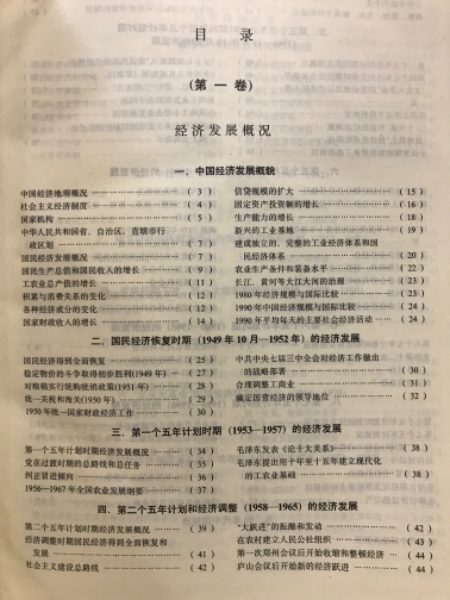 目 录
(第 一 卷)
经济发展概况
一、中国经济发展概貌
中国经济地理概况 ………… ( 3 )
社会主义经济制度 ………… ( 4 )
国家机构 ………… ( 5 )
中华人民共和国省、自治区、直辖市行
政区划 ………… ( 7 )
国民经济发展概况 ………… ( 7 )
国民生产总值和国民收入的增长 ………… ( 9 )
工农业总产值的增长 ………… ( 11 )
积累与消费关系的变化 ………… ( 12 )
各种经济成分的变化 ………… ( 12 )
国家财政收入的增长 ………… ( 14 )
信贷规模的扩大 ………… ( 15 )
固定资产投资额的增长 ………… ( 16 )
生产能力的增长 ………… ( 18 )
新兴的工业基地 ………… ( 19 )
建成独立的、完整的工业经济体系和国
民经济体系 ………… ( 20 )
农业生产条件和装备水平 ………… ( 22 )
长江、黄河等大江大河的治理 ………… ( 23 )
1980年经济规模与国际比较 ………… ( 23 )
1990年中国经济规模与国际比较 ………… ( 24 )
1990年平均每天的主要社会经济活动 …… ( 24 )
二、国民经济恢复时期（1949年10月—1952年）的经济发展
国民经济得到全面恢复 ………… ( 25 )
稳定物价的斗争取得初步胜利(1949年) … ( 27 )
对粮棉实行统购统销政策(1951年) ……… ( 28 )
统一关税和海关(1950年) ………… ( 29 )
1950年统一国家财政经济工作 ………… ( 30 )
中共中央七届三中全会对经济工作做出
的战略部署 ………… ( 30 )
合理调整工商业 ………… ( 31 )
确定国营经济的领导地位 ………… ( 32 )
三、第一个五年计划时期（1953—1957）的经济发展
第一个五年计划时期经济发展概况 ……… ( 34 )
党在过渡时期的总路线和总任务 ………… ( 35 )
纠正冒进倾向 ………… ( 36 )
1956—1967年全国农业发展纲要 ………… ( 37 )
毛泽东发表《论十大关系》 ………… ( 38 )
毛泽东提出用十年至十五年建立现代化
的工农业基础 ………… ( 38 )
四、第二个五年计划和经济调整（1958—1965）的经济发展
第二个五年计划时期经济发展概况 ……… ( 39 )
经济调整时期国民经济得到全面恢复和
发展 ………… ( 41 )
社会主义建设总路线 ………… ( 42 )
“大跃进”的酝酿和发动 ………… ( 42 )
在农村建立人民公社组织 ………… ( 43 )
第一次郑州会议后开始收缩和整顿经济 … ( 44 )
庐山会议后开始新的经济跃进 ………… ( 44 )